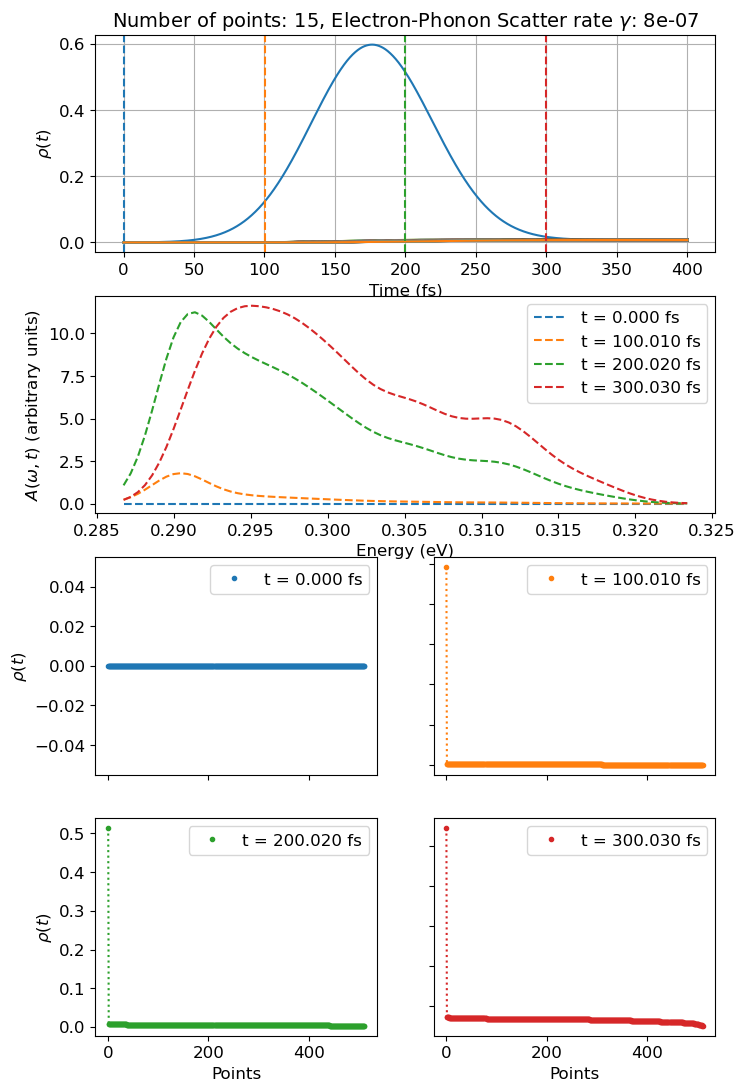 Number of points: 15, Electron-Phonon Scatter rate γ: 8e-07
0.6
0.4
0.2
0.0
ρ(t)
0 50 100 150 200 250 300 350 400
Time (fs)
10.0
7.5
5.0
2.5
0.0
A(ω, t) (arbitrary units)
t = 0.000 fs
t = 100.010 fs
t = 200.020 fs
t = 300.030 fs
0.285 0.290 0.295 0.300 0.305 0.310 0.315 0.320 0.325
Energy (eV)
0.04
0.02
0.00
−0.02
−0.04
ρ(t)
t = 0.000 fs
t = 100.010 fs
0.5
0.4
0.3
0.2
0.1
0.0
ρ(t)
t = 200.020 fs
0 200 400
Points
t = 300.030 fs
0 200 400
Points